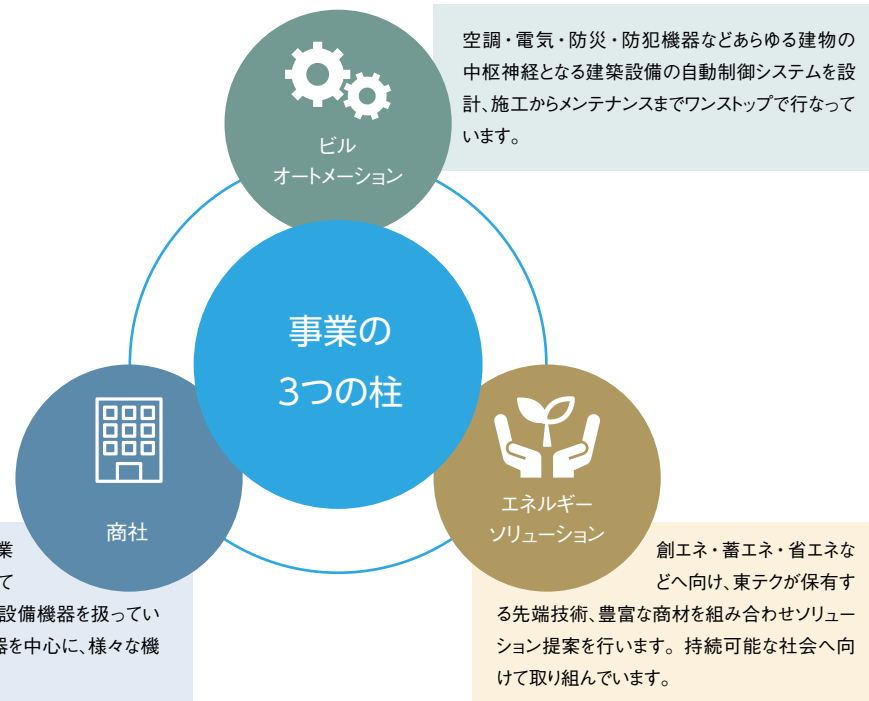 空調・電気・防災・防犯機器などあらゆる建物の
中枢神経となる建築設備の自動制御システムを設
計、施工からメンテナンスまでワンストップで行なって
います。
ビル
オートメーション
事業の
3つの柱
商社
エネルギー
ソリューション
業
て
設備機器を扱ってい
器を中心に、様々な機
創エネ・蓄エネ・省エネな
どへ向け、東テクが保有す
る先端技術、豊富な商材を組み合わせソリュー
ション提案を行います。持続可能な社会へ向
けて取り組んでいます。